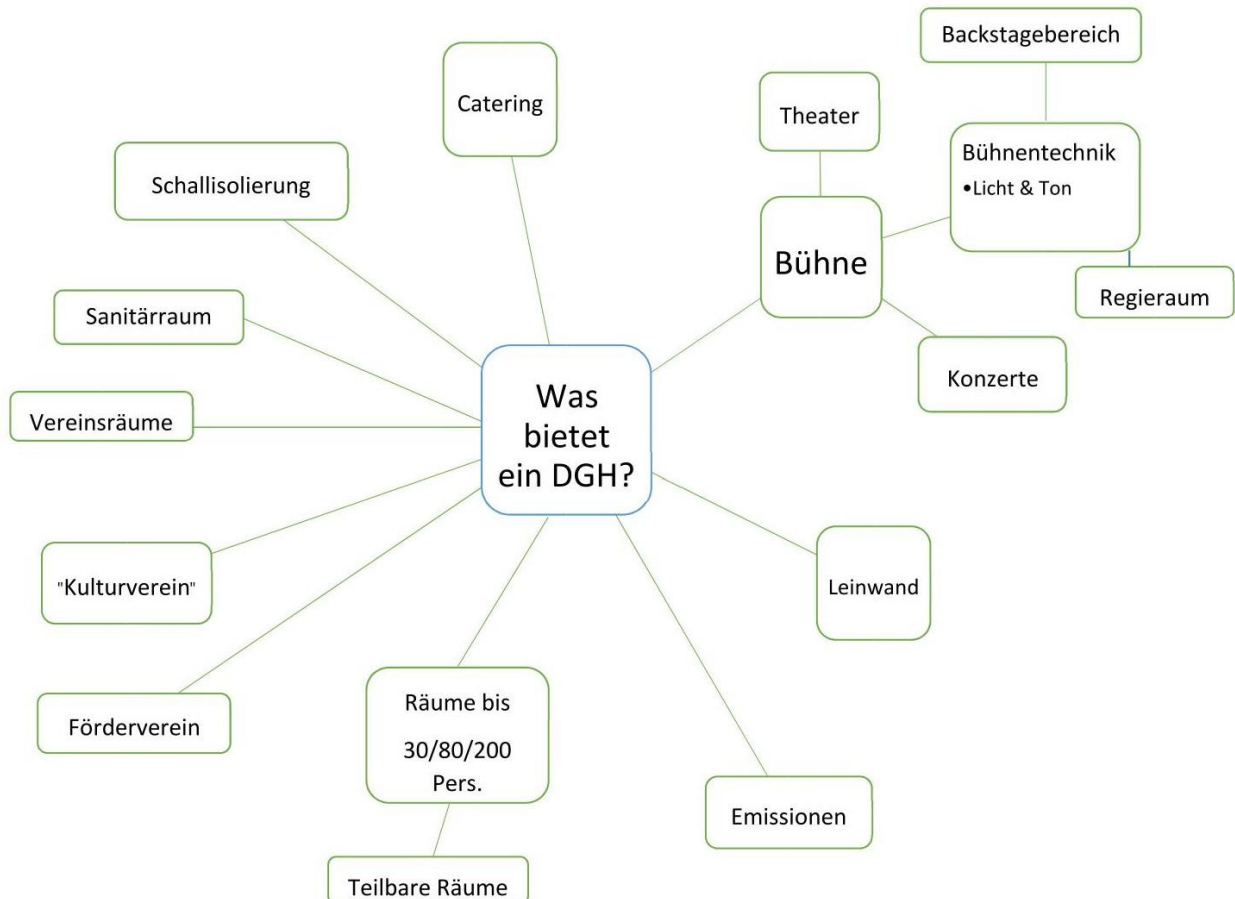 Backstagebereich
Catering
Theater
Bühnentechnik
•Licht & Ton
Schallisolierung
Bühne
Regieraum
Sanitärraum
Konzerte
Was
bietet
ein DGH?
Vereinsräume
"Kulturverein"
Leinwand
Räume bis
30/80/200
Pers.
Förderverein
Emissionen
Teilbare Räume